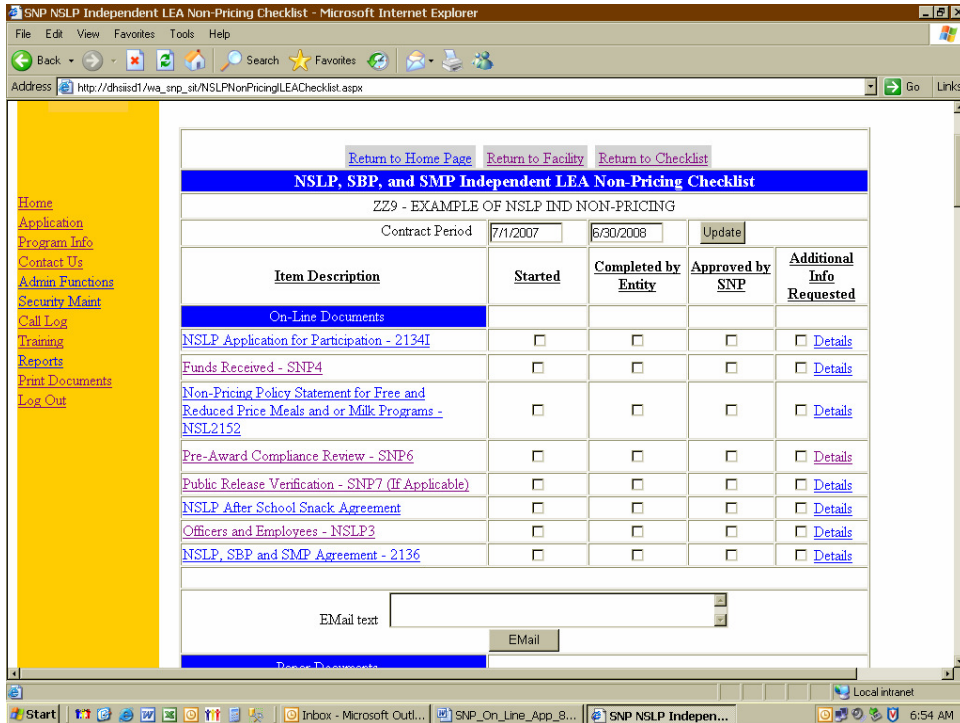 SNP NSLP Independent LEA Non-Pricing Checklist - Microsoft Internet Explorer
File Edit View Favorites Tools Help
Back Search Favorites
Address http://dhsiisd1/wa_snp_sit/NSLPNonPricingILEAChecklist.aspx Go Links
Home
Application
Program Info
Contact Us
Admin Functions
Security Maint
Call Log
Training
Reports
Print Documents
Log Out
Return to Home Page Return to Facility Return to Checklist
NSLP, SBP, and SMP Independent LEA Non-Pricing Checklist
ZZ9 - EXAMPLE OF NSLP IND NON-PRICING
Contract Period 7/1/2007 6/30/2008 Update
Item Description Started Completed by Entity Approved by SNP Additional Info Requested
On-Line Documents
NSLP Application for Participation - 2134I Details
Funds Received - SNP4 Details
Non-Pricing Policy Statement for Free and
Reduced Price Meals and or Milk Programs -
NSL2152 Details
Pre-Award Compliance Review - SNP6 Details
Public Release Verification - SNP7 (If Applicable) Details
NSLP After School Snack Agreement Details
Officers and Employees - NSLP3 Details
NSLP, SBP and SMP Agreement - 2136 Details
EMail text
EMail
Paper Documents
Local intranet
Start Inbox - Microsoft Outl... SNP_On_Line_App_8... SNP NSLP Indepen... 6:54 AM